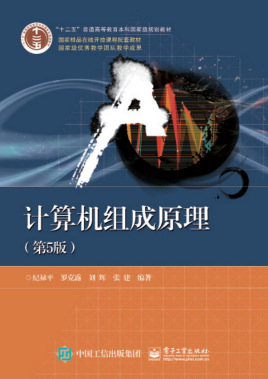 "十二五"普通高等教育本科国家级规划教材
国家精品在线开放课程配套教材
国家级优秀教学团队教学成果
计算机组成原理
(第5版)
纪禄平 罗克露 刘 辉 张 建 编著
中国工信出版集团
电子工业出版社